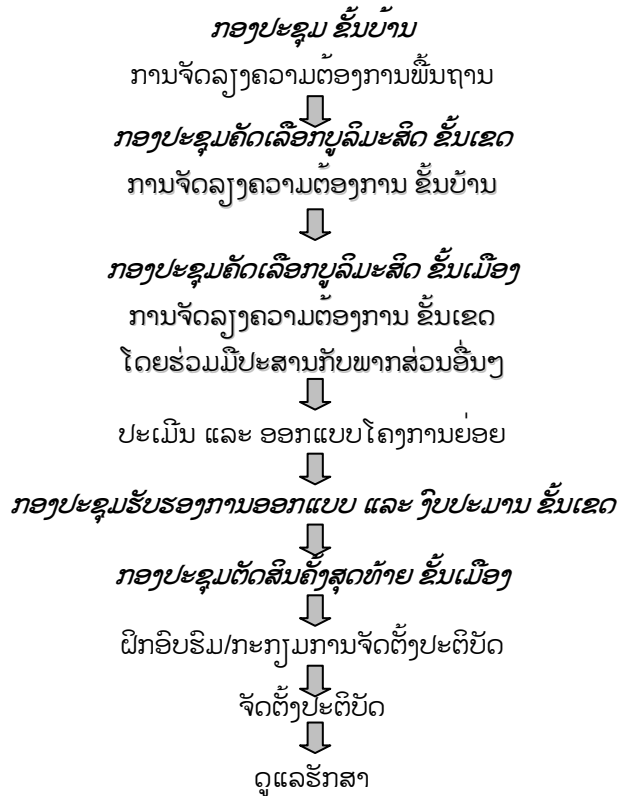 ກອງປະຊຸມ ຂັ້ນບ້ານ
ການຈັດລຽງຄວາມຕ້ອງການພື້ນຖານ
ກອງປະຊຸມຄັດເລືອກບູລິມະສິດ ຂັ້ນເຂດ
ການຈັດລຽງຄວາມຕ້ອງການ ຂັ້ນບ້ານ
ກອງປະຊຸມຄັດເລືອກບູລິມະສິດ ຂັ້ນເມືອງ
ການຈັດລຽງຄວາມຕ້ອງການ ຂັ້ນເຂດ
ໂດຍຮ່ວມມືປະສານກັບພາກສ່ວນອື່ນໆ
ປະເມີນ ແລະ ອອກແບບໂຄງການຍ່ອຍ
ກອງປະຊຸມຮັບຮອງການອອກແບບ ແລະ ງົບປະມານ ຂັ້ນເຂດ
ກອງປະຊຸມຕັດສິນຄັ້ງສຸດທ້າຍ ຂັ້ນເມືອງ
ຝຶກອົບຮົມ/ກະກຽມການຈັດຕັ້ງປະຕິບັດ
ຈັດຕັ້ງປະຕິບັດ
ດູແລຮັກສາ